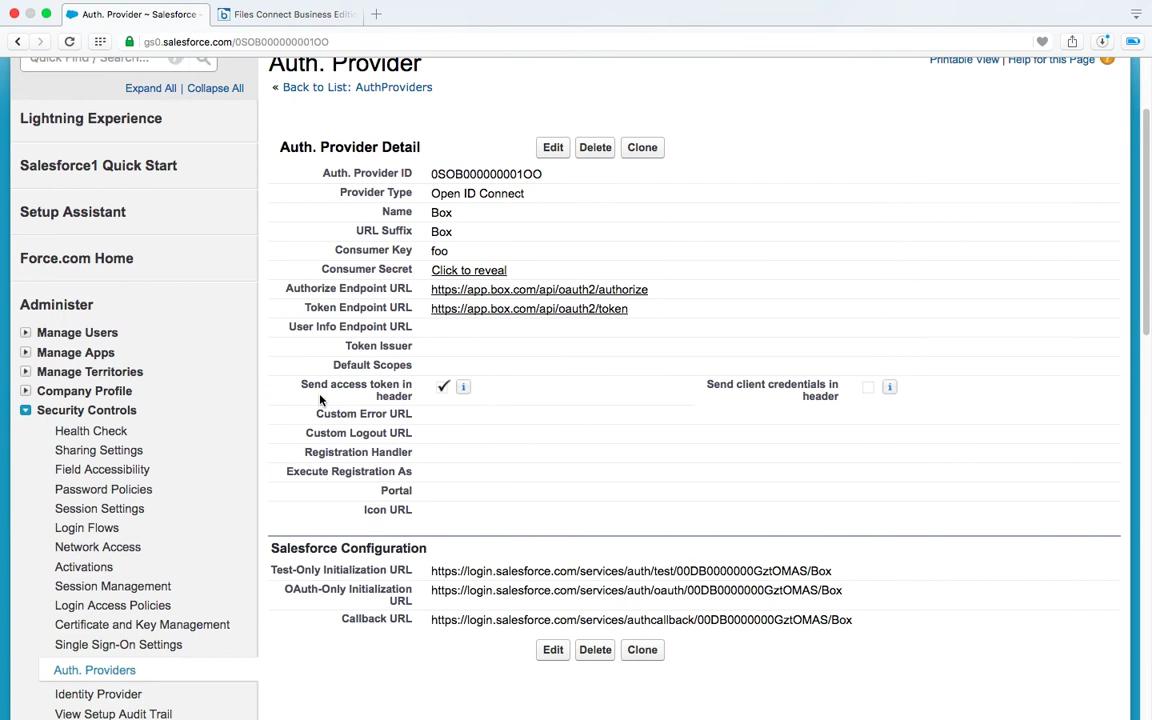 Auth. Provider ~ Salesforce -
Files Connect Business Editi
gs0.salesforce.com/0SOB000000001OO
Quick Find / Search...
Expand All | Collapse All
Lightning Experience
Salesforce1 Quick Start
Setup Assistant
Force.com Home
Administer
Manage Users
Manage Apps
Manage Territories
Company Profile
Security Controls
Health Check
Sharing Settings
Field Accessibility
Password Policies
Session Settings
Login Flows
Network Access
Activations
Session Management
Login Access Policies
Certificate and Key Management
Single Sign-On Settings
Auth. Providers
Identity Provider
View Setup Audit Trail
Auth. Provider
Printable View | Help for this Page
« Back to List: AuthProviders
Auth. Provider Detail
Edit Delete Clone
Auth. Provider ID 0SOB000000001OO
Provider Type Open ID Connect
Name Box
URL Suffix Box
Consumer Key foo
Consumer Secret Click to reveal
Authorize Endpoint URL https://app.box.com/api/oauth2/authorize
Token Endpoint URL https://app.box.com/api/oauth2/token
User Info Endpoint URL
Token Issuer
Default Scopes
Send access token in
header
Send client credentials in
header
Custom Error URL
Custom Logout URL
Registration Handler
Execute Registration As
Portal
Icon URL
Salesforce Configuration
Test-Only Initialization URL https://login.salesforce.com/services/auth/test/00DB0000000GztOMAS/Box
OAuth-Only Initialization
URL
https://login.salesforce.com/services/auth/oauth/00DB0000000GztOMAS/Box
Callback URL https://login.salesforce.com/services/authcallback/00DB0000000GztOMAS/Box
Edit Delete Clone